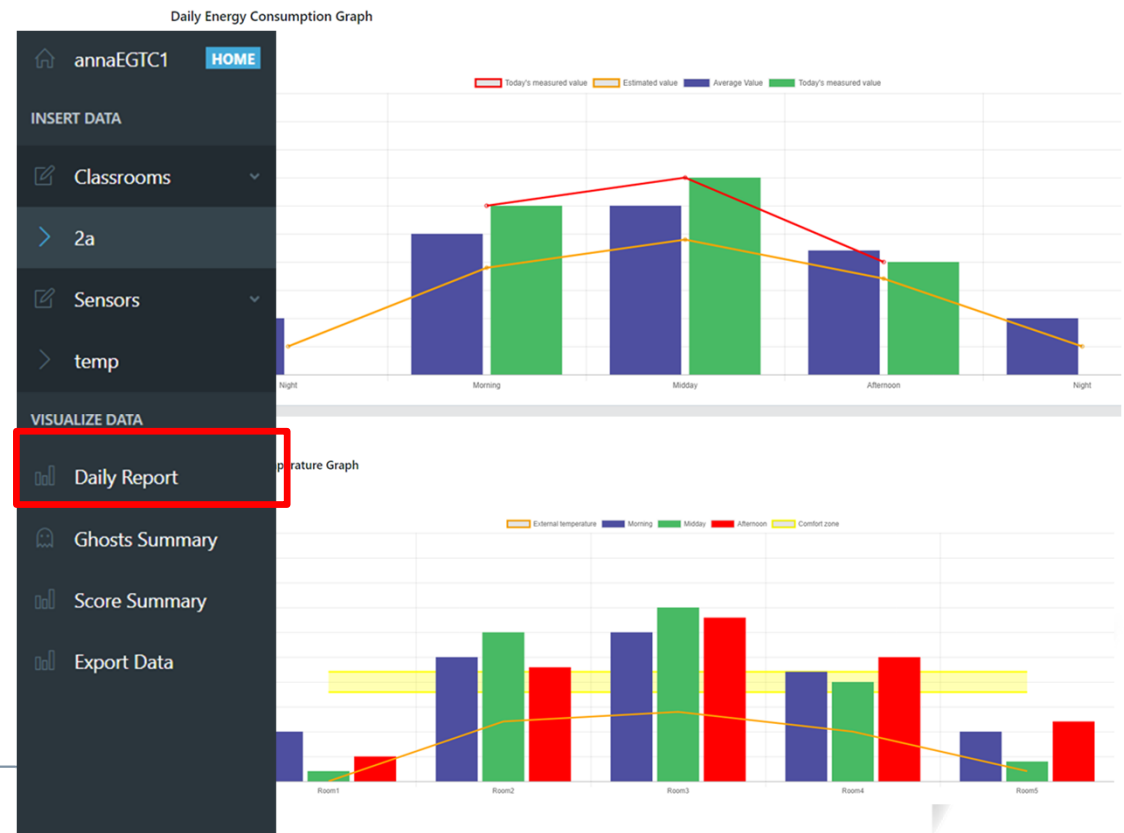 Daily Energy Consumption Graph
annaEGTC1 HOME
INSERT DATA
Classrooms
2a
Sensors
temp
VISUALIZE DATA
Daily Report
Ghosts Summary
Score Summary
Export Data
Today's measured value Estimated value Average Value Today's measured value
Night Morning Midday Afternoon Night
perature Graph
External temperature Morning Midday Afternoon Comfort zone
Room1 Room2 Room3 Room4 Room5